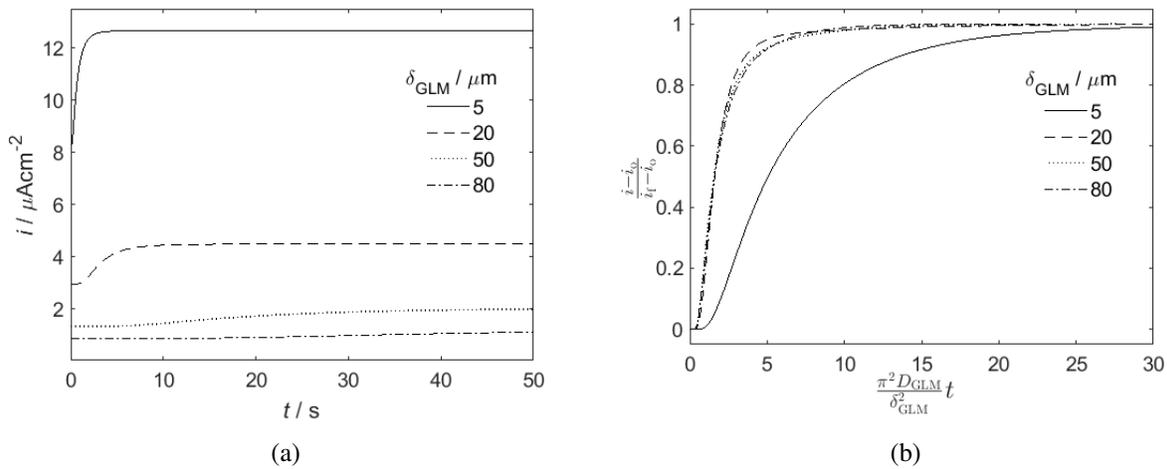 12
10
8
6
4
2
i / μAcm-2
δGLM / μm
5
20
50
80
0 10 20 30 40 50
t / s
(a)
1
0.8
0.6
0.4
0.2
0
i−io / if−io
δGLM / μm
5
20
50
80
0 5 10 15 20 25 30
π2DGLM / δ2GLM t
(b)